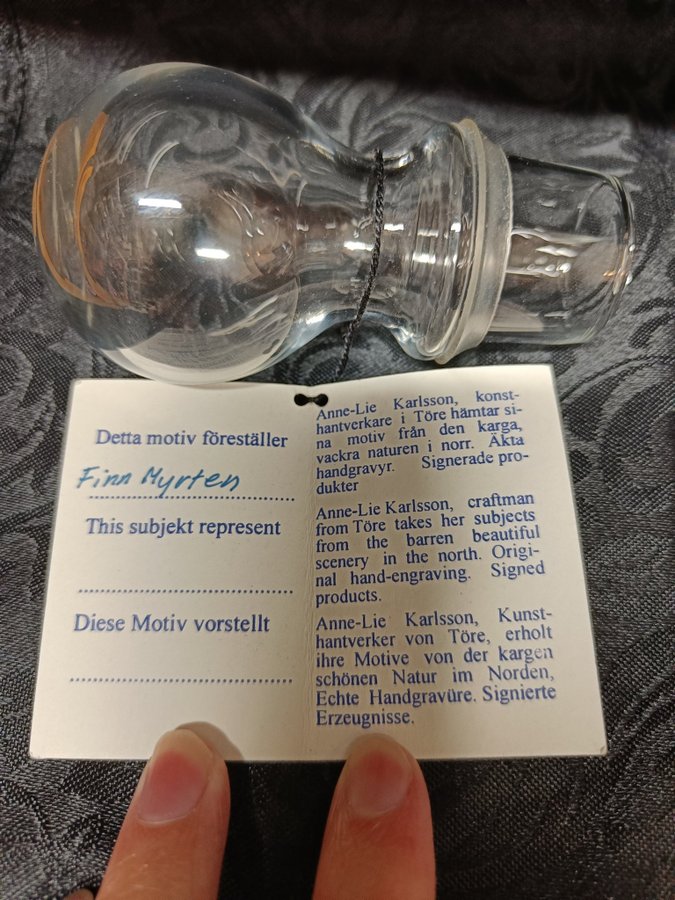 Detta motiv föreställer
Finn Myrten
This subjekt represent
Diese Motiv vorstellt
Anne-Lie Karlsson, konst-
hantverkare i Töre hämtar si-
na motiv från den karga,
vackra naturen i norr. Äkta
handgravyr. Signerade pro-
dukter
Anne-Lie Karlsson, craftman
from Töre takes her subjects
from the barren beautiful
scenery in the north. Origi-
nal hand-engraving. Signed
products.
Anne-Lie Karlsson, Kunst-
hantverker von Töre, erholt
ihre Motive von der kargen
schönen Natur im Norden,
Echte Handgravüre. Signierte
Erzeugnisse.